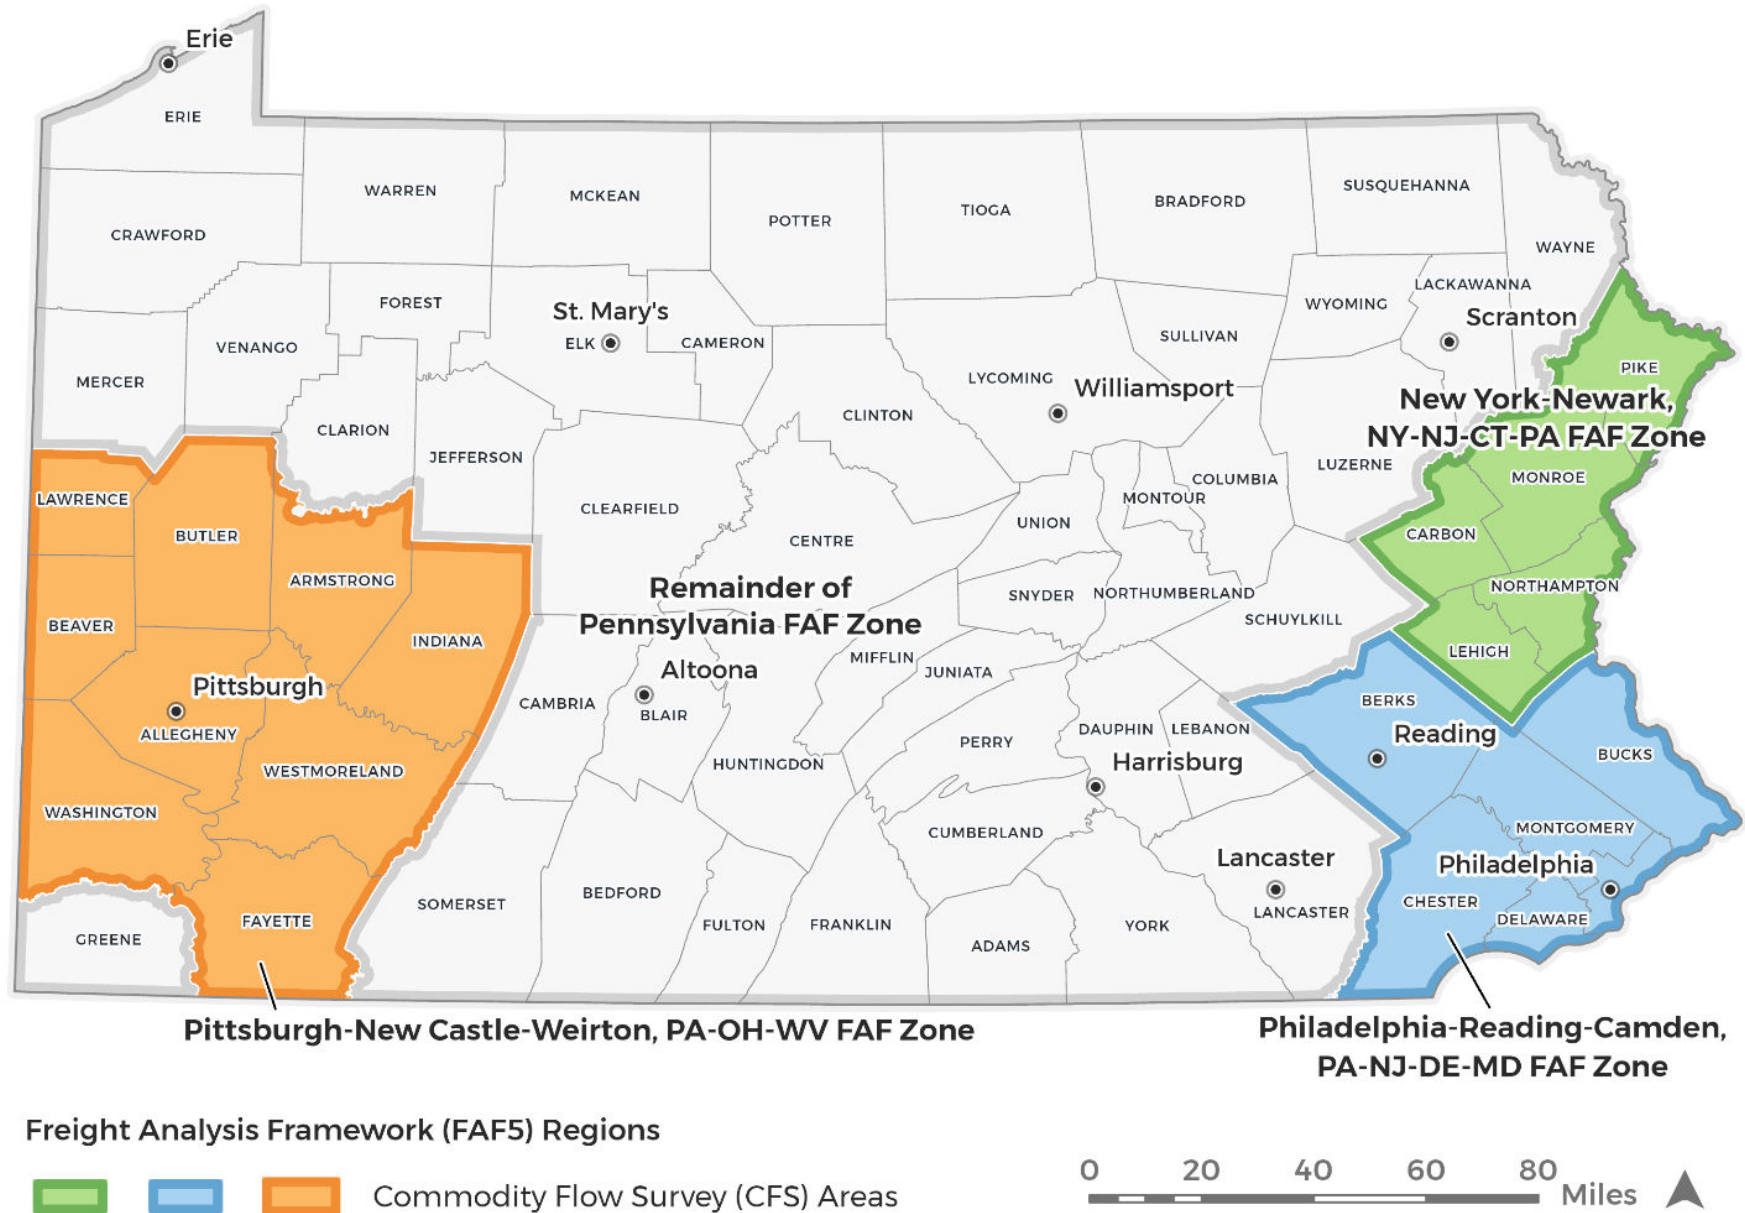 Erie
ERIE
WARREN
MCKEAN
POTTER
TIOGA
BRADFORD
SUSQUEHANNA
WAYNE
CRAWFORD
FOREST
St. Mary's
ELK
CAMERON
WYOMING
LACKAWANNA
Scranton
VENANGO
SULLIVAN
MERCER
LYCOMING
Williamsport
PIKE
New York-Newark,
NY-NJ-CT-PA FAF Zone
CLARION
CLINTON
JEFFERSON
LUZERNE
COLUMBIA
MONTOUR
MONROE
LAWRENCE
BUTLER
CLEARFIELD
CENTRE
UNION
CARBON
ARMSTRONG
Remainder of
Pennsylvania FAF Zone
SNYDER
NORTHUMBERLAND
NORTHAMPTON
BEAVER
INDIANA
SCHUYLKILL
MIFFLIN
JUNIATA
LEHIGH
Pittsburgh
ALLEGHENY
Altoona
BLAIR
CAMBRIA
BERKS
Reading
DAUPHIN
LEBANON
PERRY
Harrisburg
BUCKS
WESTMORELAND
HUNTINGDON
WASHINGTON
CUMBERLAND
MONTGOMERY
Lancaster
LANCASTER
Philadelphia
CHESTER
DELAWARE
FAYETTE
SOMERSET
BEDFORD
FULTON
FRANKLIN
ADAMS
YORK
GREENE
Pittsburgh-New Castle-Weirton, PA-OH-WV FAF Zone
Philadelphia-Reading-Camden,
PA-NJ-DE-MD FAF Zone
Freight Analysis Framework (FAF5) Regions
Commodity Flow Survey (CFS) Areas
0 20 40 60 80
Miles